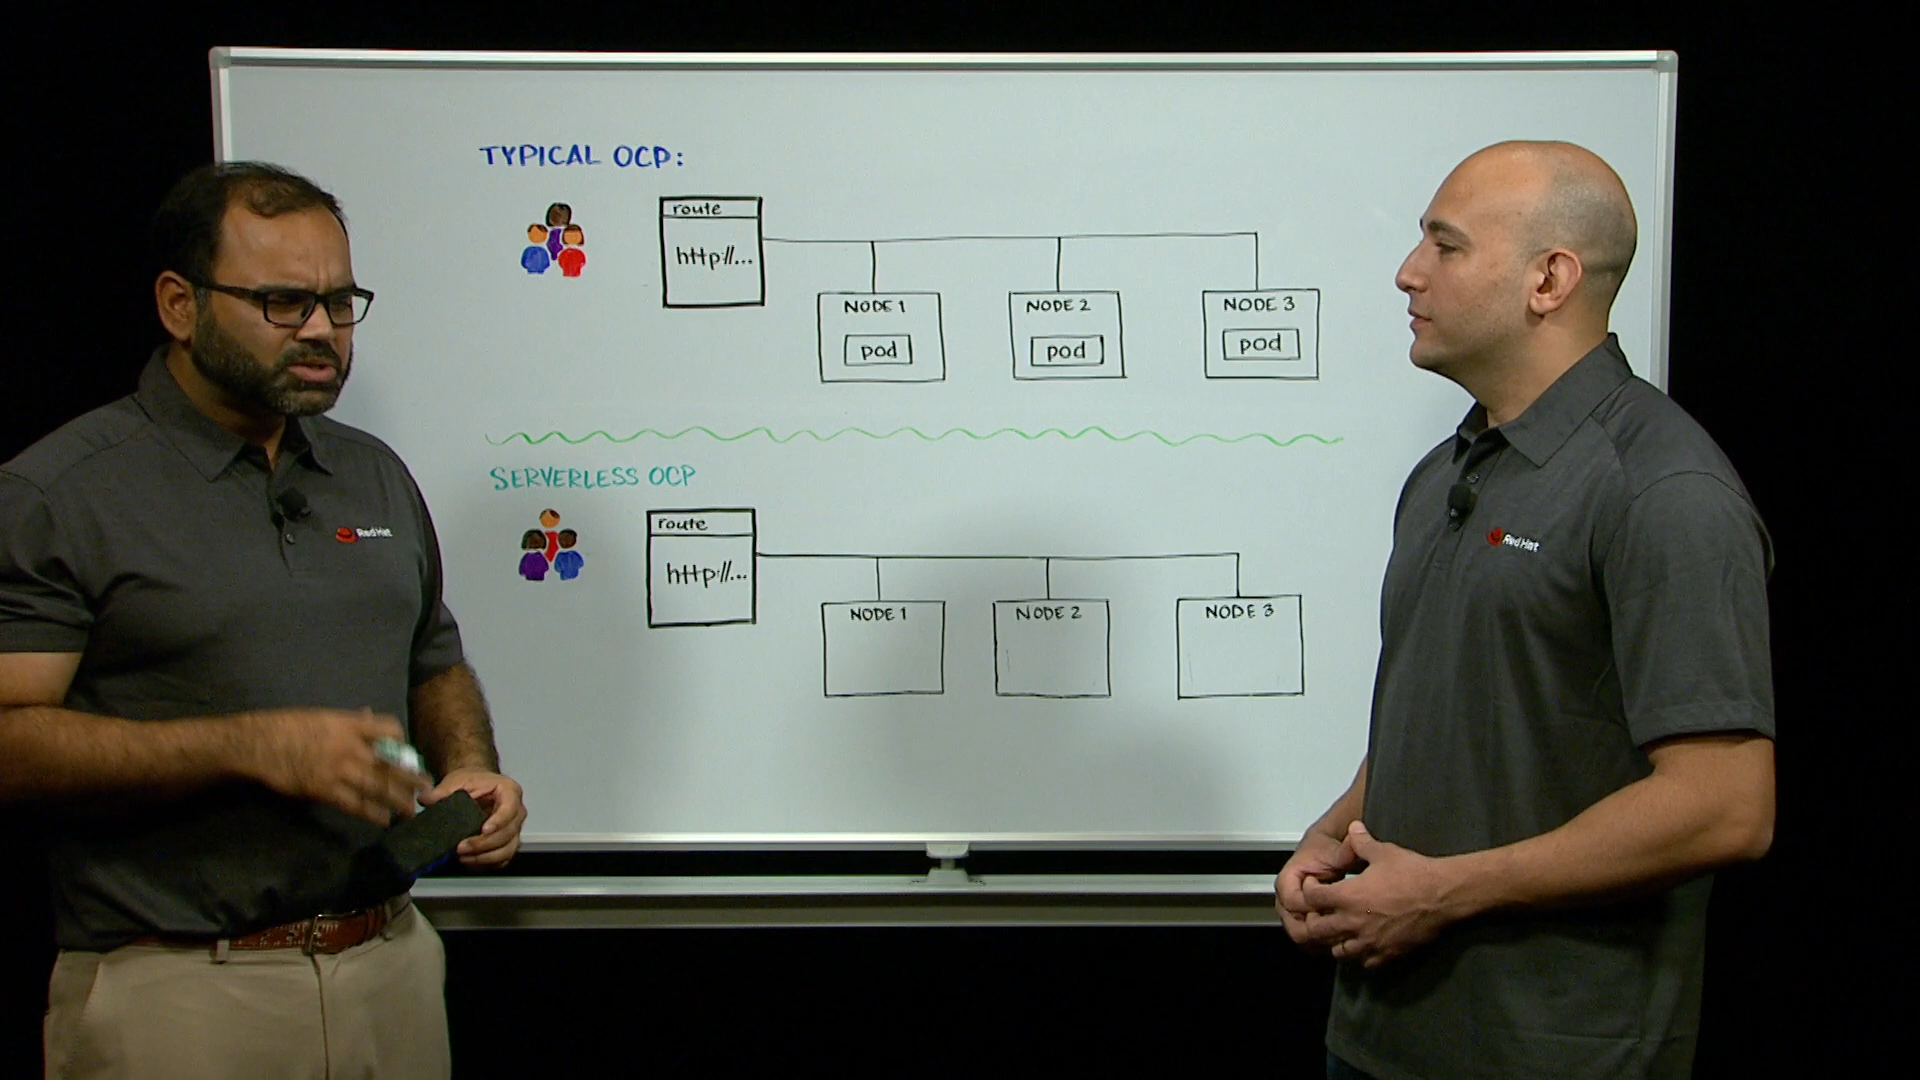 TYPICAL OCP:
route
http://...
NODE 1
pod
NODE 2
pod
NODE 3
pod
SERVERLESS OCP
route
http://...
NODE 1
NODE 2
NODE 3
Red Hat
Red Hat